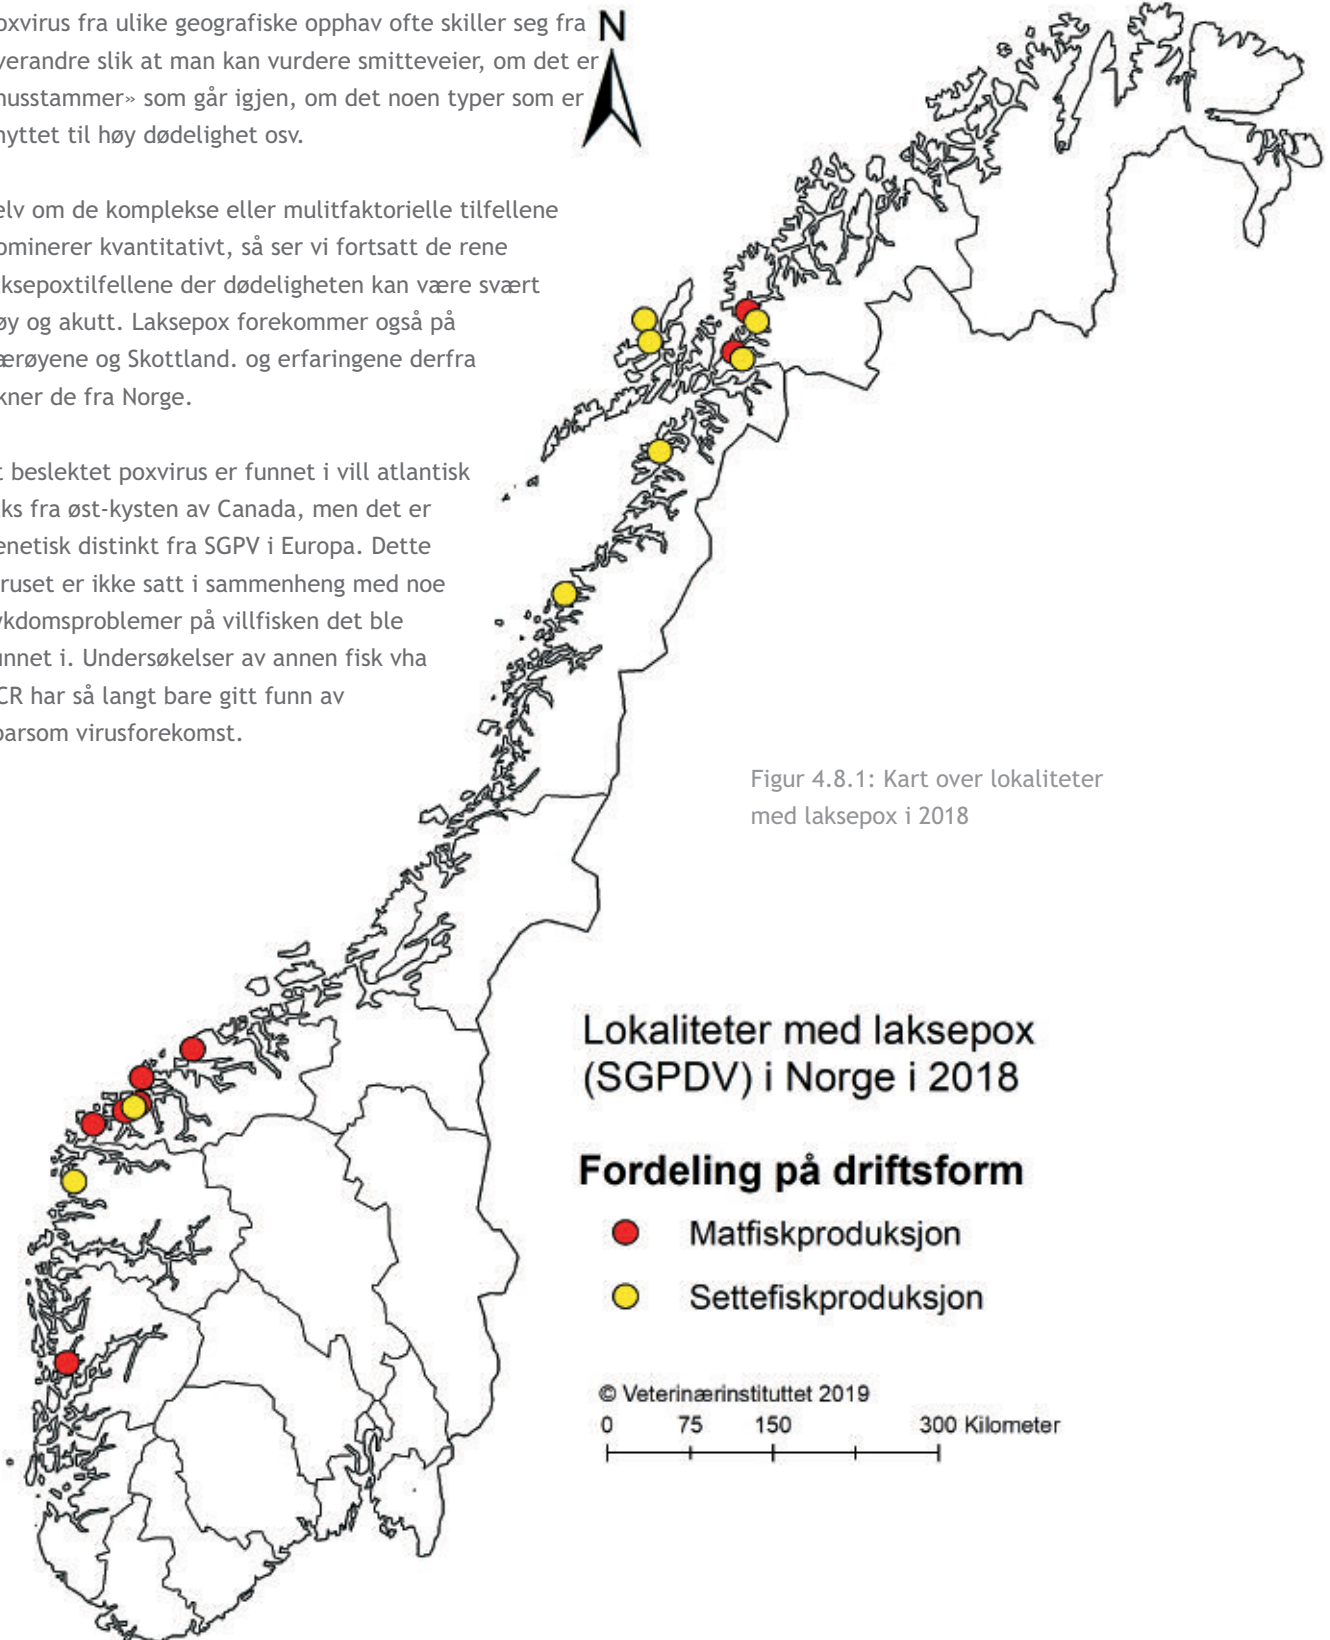 oxvirus fra ulike geografiske opphav ofte skiller seg fra
verandre slik at man kan vurdere smitteveier, om det er
husstammer» som går igjen, om det noen typer som er
nyttet til høy dødelighet osv.
elv om de komplekse eller mulitfaktorielle tilfellene
ominerer kvantitativt, så ser vi fortsatt de rene
ksepoxtilfellene der dødeligheten kan være svært
øy og akutt. Laksepox forekommer også på
ærøyene og Skottland. og erfaringene derfra
kner de fra Norge.
t beslektet poxvirus er funnet i vill atlantisk
ks fra øst-kysten av Canada, men det er
enetisk distinkt fra SGPV i Europa. Dette
ruset er ikke satt i sammenheng med noe
ykdomsproblemer på villfisken det ble
unnet i. Undersøkelser av annen fisk vha
CR har så langt bare gitt funn av
parsom virusforekomst.
N
Figur 4.8.1: Kart over lokaliteter
med laksepox i 2018
Lokaliteter med laksepox
(SGPDV) i Norge i 2018
Fordeling på driftsform
Matfiskproduksjon
Settefiskproduksjon
© Veterinærinstituttet 2019
0 75 150 300 Kilometer